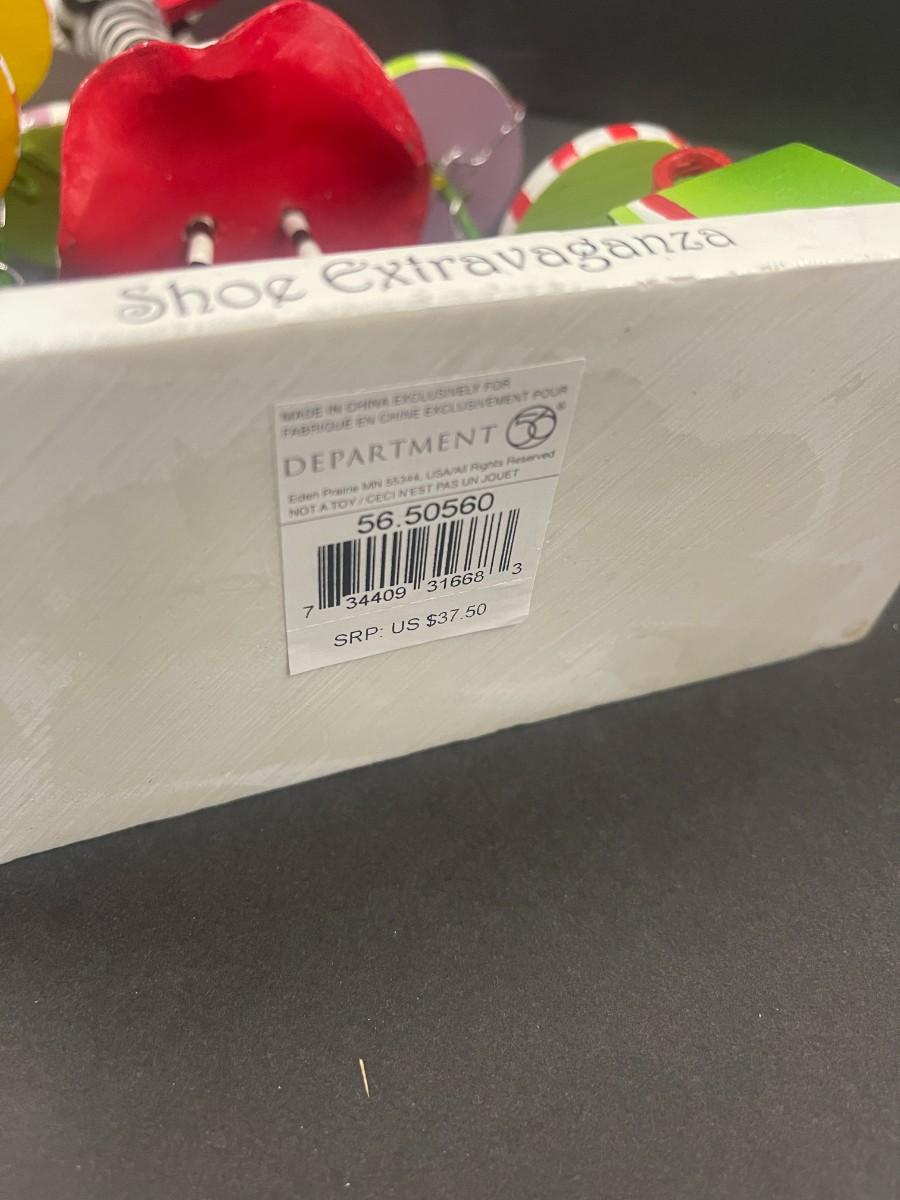 Shoe Extravaganza
MADE IN CHINA EXCLUSIVELY FOR
FABRIQUE EN CHINE EXCLUSIVEMENT POUR
DEPARTMENT 56®
Eden Prairie MN 55344, USA/All Rights Reserved
NOT A TOY / CECI N'EST PAS UN JOUET
56.50560
7 34409 31668 3
SRP: US $37.50